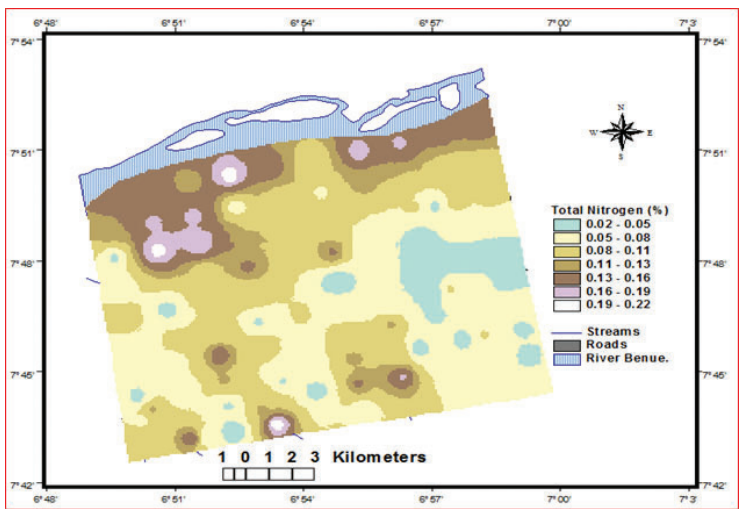 6° 48' 6° 51' 6° 54' 6° 57' 7° 00' 7° 3'
7° 54' 7° 54'
N
W E
S
7° 51' 7° 51'
Total Nitrogen (%)
0.02 - 0.05
0.05 - 0.08
0.08 - 0.11
0.11 - 0.13
0.13 - 0.16
0.16 - 0.19
0.19 - 0.22
7° 48' 7° 48'
Streams
Roads
River Benue.
7° 45' 7° 45'
1 0 1 2 3 Kilometers
7° 42' 7° 42'
6° 48' 6° 51' 6° 54' 6° 57' 7° 00' 7° 3'